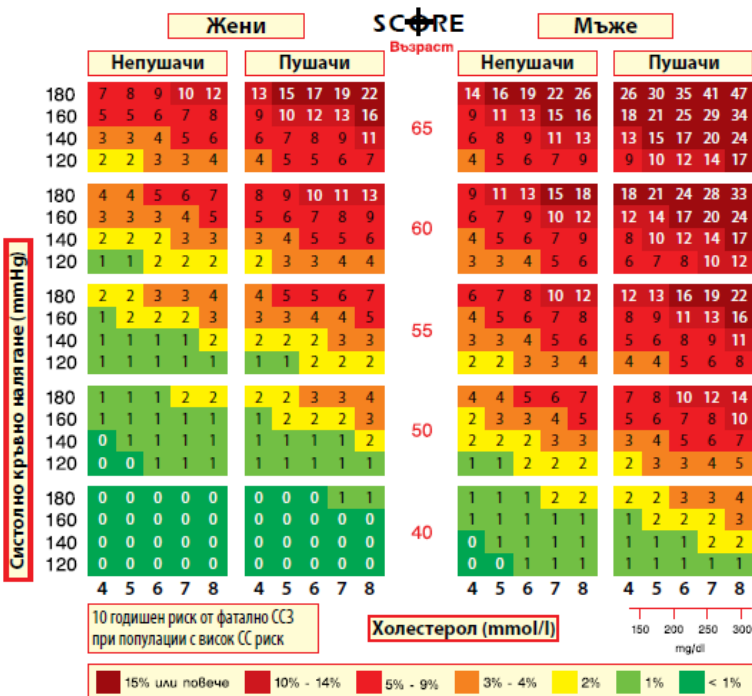 Жени SCORE Мъже
Възраст
Непушачи Пушачи Непушачи Пушачи
180 7 8 9 10 12 13 15 17 19 22 14 16 19 22 26 26 30 35 41 47
160 5 5 6 7 8 9 10 12 13 16 9 11 13 15 16 18 21 25 29 34
65
140 3 3 4 5 6 6 7 8 9 11 6 8 9 11 13 13 15 17 20 24
120 2 2 3 3 4 4 5 5 6 7 4 5 6 7 9 9 10 12 14 17
180 4 4 5 6 7 8 9 10 11 13 9 11 13 15 18 18 21 24 28 33
160 3 3 3 4 5 5 6 7 8 9 6 7 9 10 12 12 14 17 20 24
60
140 2 2 2 3 3 3 4 5 5 6 4 5 6 7 9 8 10 12 14 17
120 1 1 2 2 2 2 3 3 4 4 3 3 4 5 6 6 7 8 10 12
180 2 2 3 3 4 4 5 5 6 7 6 7 8 10 12 12 13 16 19 22
160 1 2 2 2 3 3 3 4 4 5 4 5 6 7 8 8 9 11 13 16
55
140 1 1 1 1 2 2 2 2 3 3 3 3 4 5 6 5 6 8 9 11
120 1 1 1 1 1 1 1 2 2 2 2 2 3 3 4 4 4 5 6 8
180 1 1 1 2 2 2 2 3 3 4 4 4 5 6 7 7 8 10 12 14
160 1 1 1 1 1 1 2 2 2 3 2 3 3 4 5 5 6 7 8 10
50
140 0 1 1 1 1 1 1 1 1 2 2 2 2 3 3 3 4 5 6 7
120 0 0 1 1 1 1 1 1 1 1 1 1 2 2 2 2 3 3 4 5
180 0 0 0 0 0 0 0 0 1 1 1 1 1 2 2 2 2 3 3 4
160 0 0 0 0 0 0 0 0 0 0 1 1 1 1 1 1 2 2 2 3
40
140 0 0 0 0 0 0 0 0 0 0 0 1 1 1 1 1 1 1 2 2
120 0 0 0 0 0 0 0 0 0 0 0 0 1 1 1 1 1 1 1 1
4 5 6 7 8 4 5 6 7 8 4 5 6 7 8 4 5 6 7 8
Систолно кръвно налягане (mmHg)
10 годишен риск от фатално ССЗ
при популации с висок СС риск
Холестерол (mmol/l)
150 200 250 300
mg/dl
15% или повече 10% - 14% 5% - 9% 3% - 4% 2% 1% < 1%